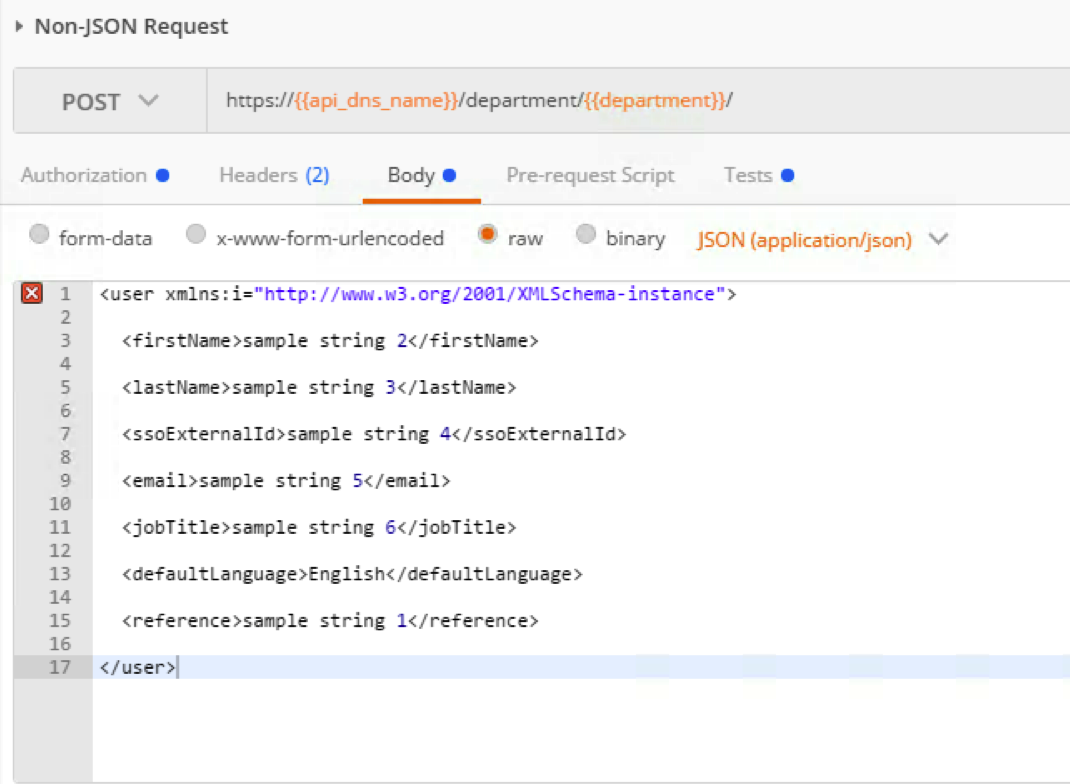 Non-JSON Request
POST https://{{api_dns_name}}/department/{{department}}/
Authorization Headers (2) Body Pre-request Script Tests
form-data x-www-form-urlencoded raw binary JSON (application/json)
1 <user xmlns:i="http://www.w3.org/2001/XMLSchema-instance">
2
3 <firstName>sample string 2</firstName>
4
5 <lastName>sample string 3</lastName>
6
7 <ssoExternalId>sample string 4</ssoExternalId>
8
9 <email>sample string 5</email>
10
11 <jobTitle>sample string 6</jobTitle>
12
13 <defaultLanguage>English</defaultLanguage>
14
15 <reference>sample string 1</reference>
16
17 </user>